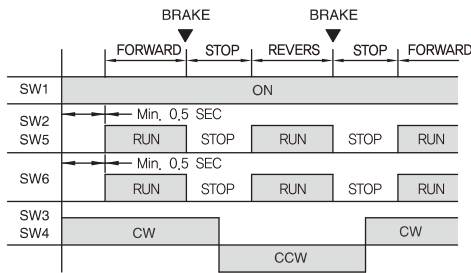 BRAKE BRAKE
FORWARD STOP REVERS STOP FORWARD
SW1 ON
SW2 Min. 0.5 SEC
SW5 RUN STOP RUN STOP RUN
Min. 0.5 SEC
SW6 RUN STOP RUN STOP RUN
SW3
SW4 CW CW
CCW